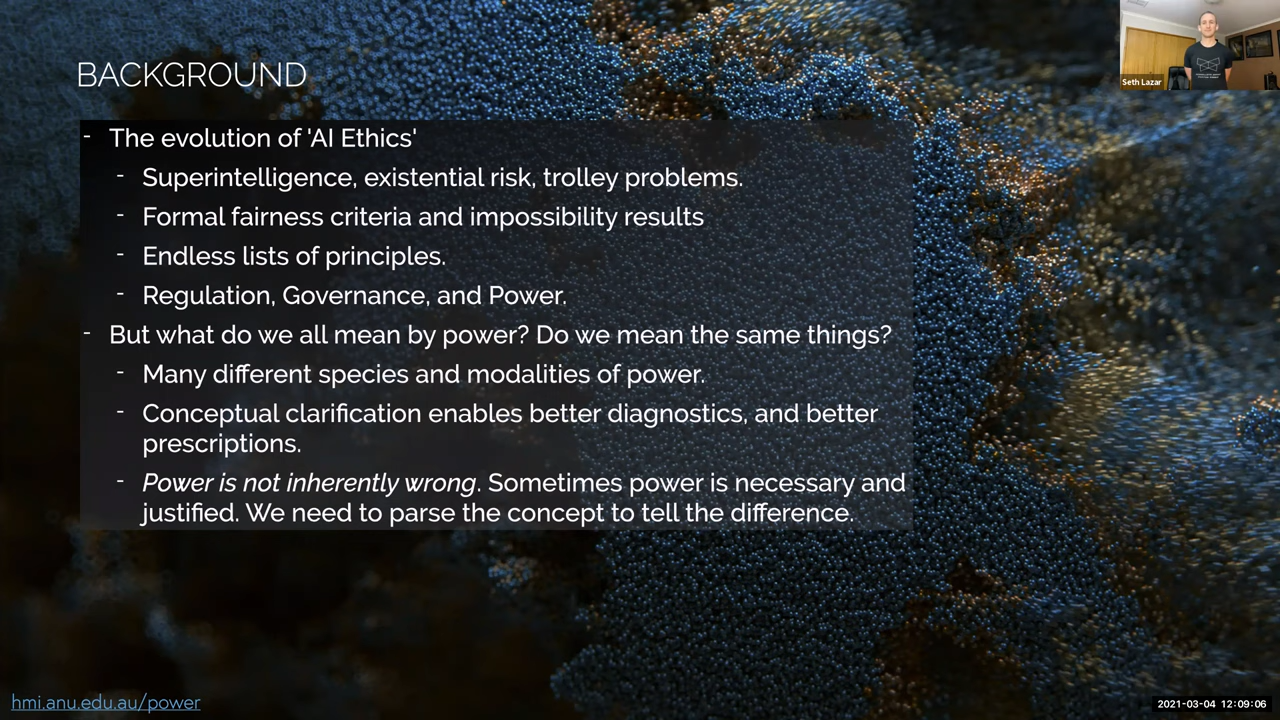 BACKGROUND
- The evolution of 'AI Ethics'
- Superintelligence, existential risk, trolley problems.
- Formal fairness criteria and impossibility results
- Endless lists of principles.
- Regulation, Governance, and Power.
- But what do we all mean by power? Do we mean the same things?
- Many different species and modalities of power.
- Conceptual clarification enables better diagnostics, and better
prescriptions.
- Power is not inherently wrong. Sometimes power is necessary and
justified. We need to parse the concept to tell the difference.
Seth Lazar
hmi.anu.edu.au/power
2021-03-04 12:09:06